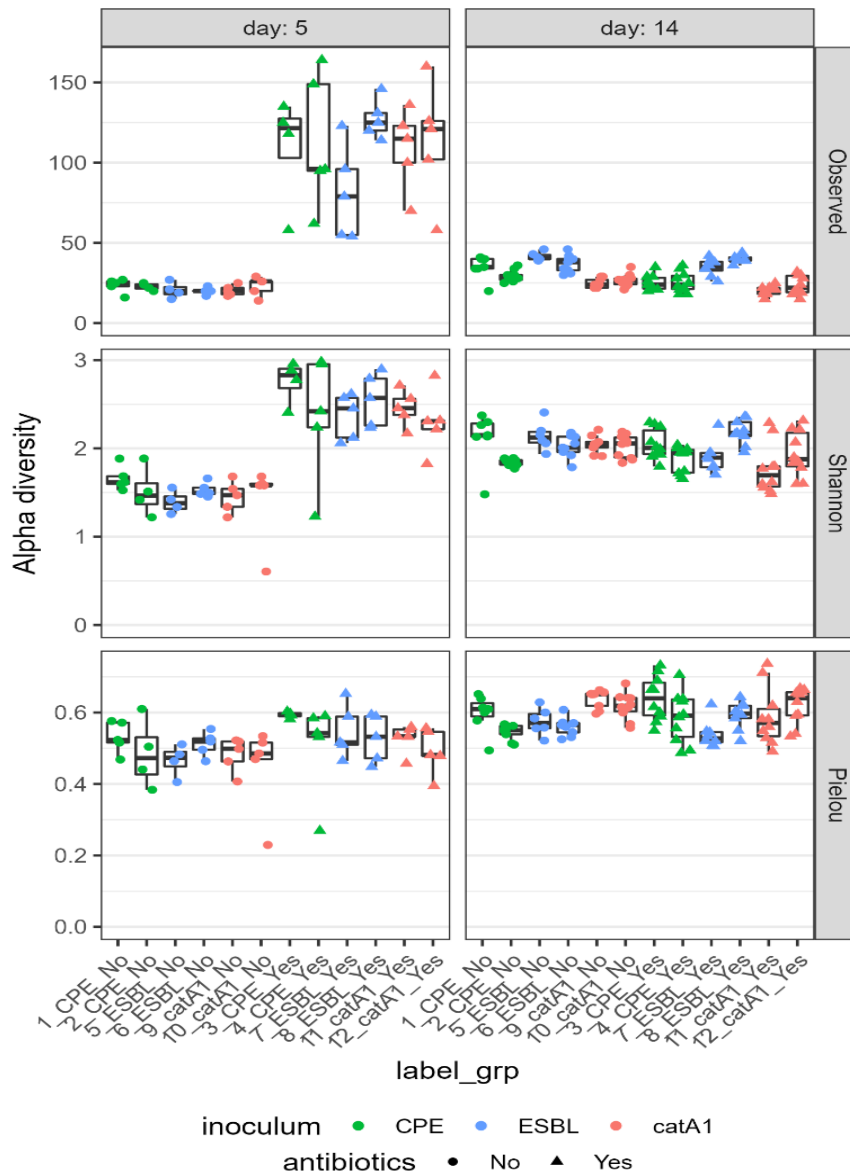 day: 5
day: 14
150
100
50
0
Observed
3
2
1
0
Shannon
0.6
0.4
0.2
0.0
Pielou
Alpha diversity
1_CPE_No
2_CPE_No
5_ESBL_No
6_ESBL_No
9_catA1_No
10_catA1_No
3_CPE_Yes
4_CPE_Yes
7_ESBL_Yes
8_ESBL_Yes
11_catA1_Yes
12_catA1_Yes
1_CPE_No
2_CPE_No
5_ESBL_No
6_ESBL_No
9_catA1_No
10_catA1_No
3_CPE_Yes
4_CPE_Yes
7_ESBL_Yes
8_ESBL_Yes
11_catA1_Yes
12_catA1_Yes
label_grp
inoculum CPE ESBL catA1
antibiotics No Yes